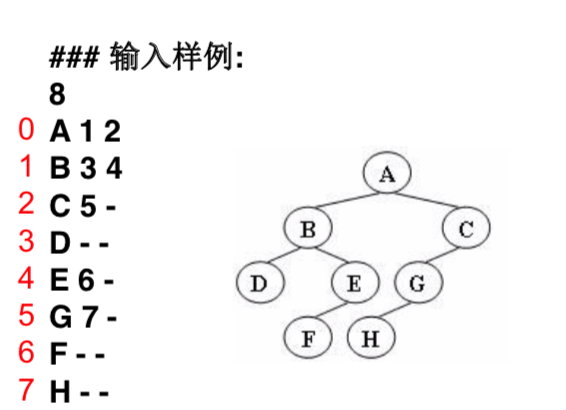 ### 输入样例:
8
0 A 1 2
1 B 3 4
2 C 5 -
3 D - -
4 E 6 -
5 G 7 -
6 F - -
7 H - -
A
B C
D E G
F H